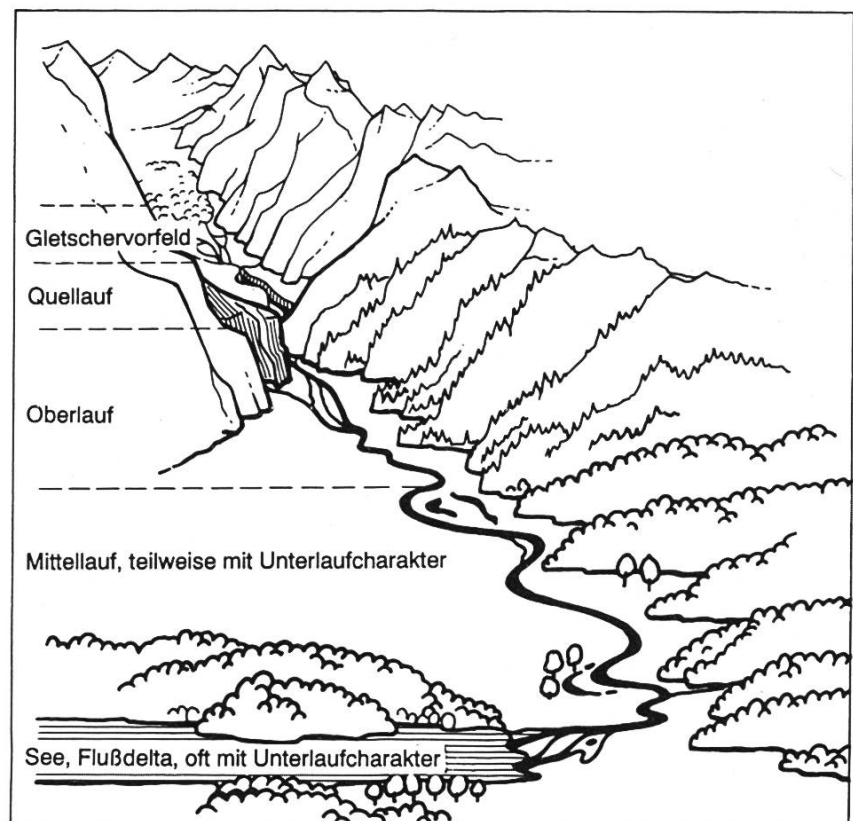 Gletschervorfeld
Quellauf
Oberlauf
Mittellauf, teilweise mit Unterlaufcharakter
See, Flußdelta, oft mit Unterlaufcharakter